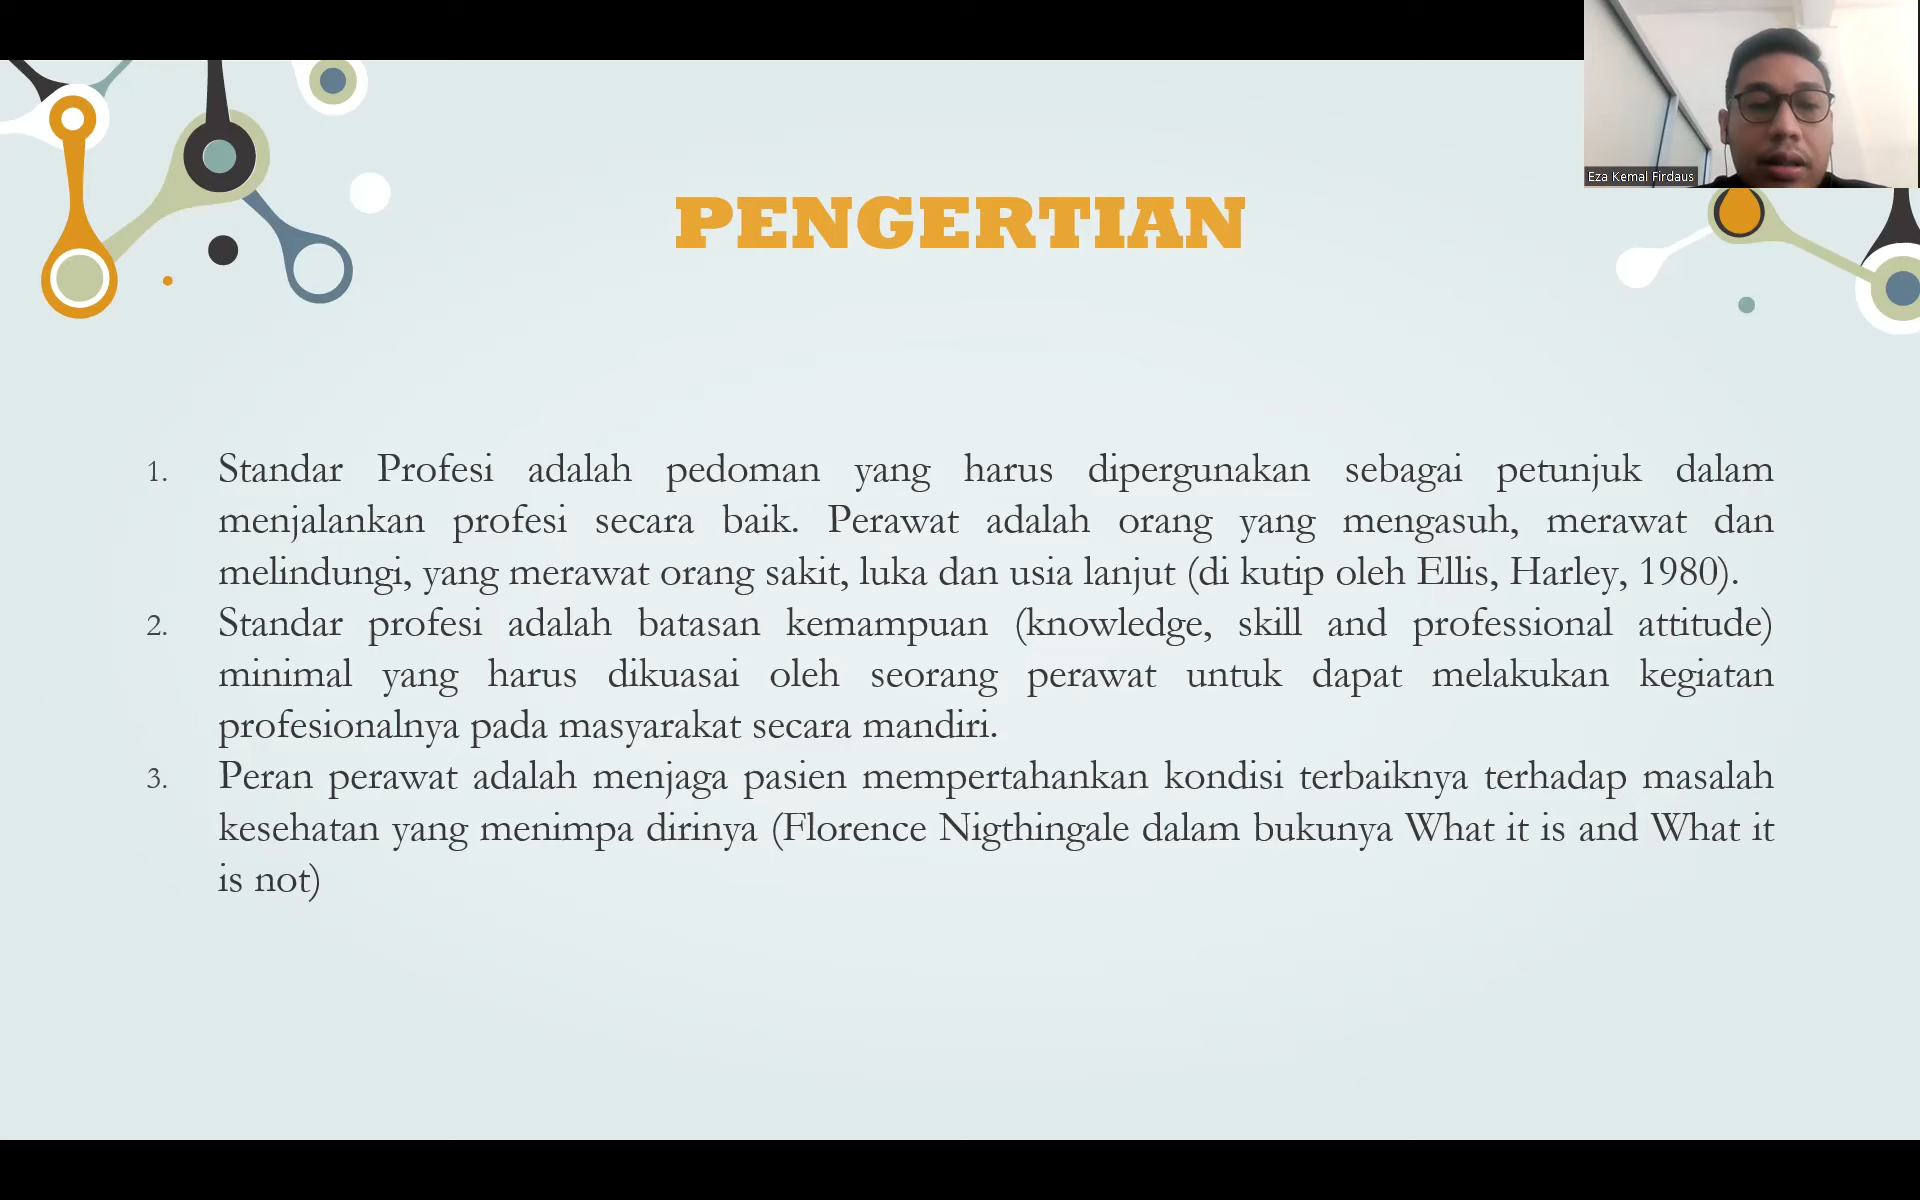 Eza Kemal Firdaus
PENGERTIAN
1. Standar Profesi adalah pedoman yang harus dipergunakan sebagai petunjuk dalam
menjalankan profesi secara baik. Perawat adalah orang yang mengasuh, merawat dan
melindungi, yang merawat orang sakit, luka dan usia lanjut (di kutip oleh Ellis, Harley, 1980).
2. Standar profesi adalah batasan kemampuan (knowledge, skill and professional attitude)
minimal yang harus dikuasai oleh seorang perawat untuk dapat melakukan kegiatan
profesionalnya pada masyarakat secara mandiri.
3. Peran perawat adalah menjaga pasien mempertahankan kondisi terbaiknya terhadap masalah
kesehatan yang menimpa dirinya (Florence Nigthingale dalam bukunya What it is and What it
is not)